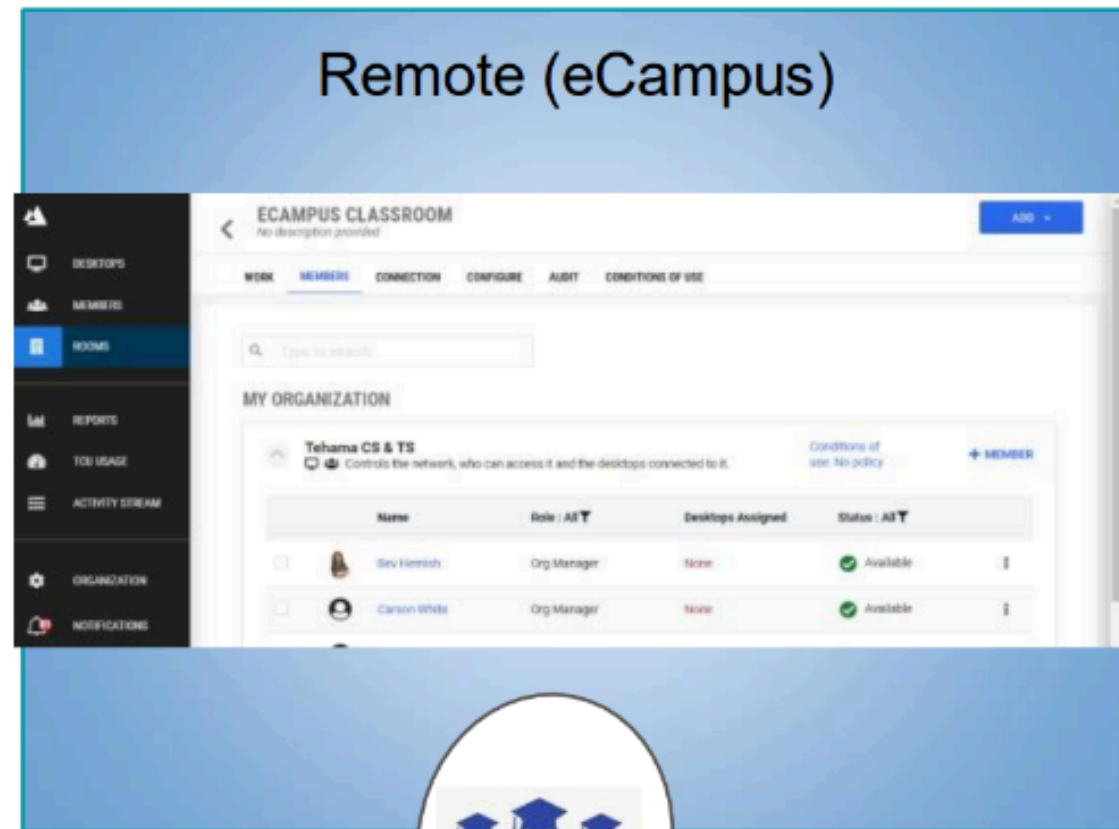 Remote (eCampus)
ECAMPUS CLASSROOM
No description provided
ADD
DESKTOPS
MEMBERS
ROOMS
REPORTS
TCU USAGE
ACTIVITY STREAM
ORGANIZATION
NOTIFICATIONS
WORK MEMBERS CONNECTION CONFIGURE AUDIT CONDITIONS OF USE
Type to search
MY ORGANIZATION
Tehama CS & TS
Controls the network, who can access it and the desktops connected to it.
Conditions of
use: No policy
+ MEMBER
Name Role : All Desktops Assigned Status : All
Bev Org Manager None Available
Carson White Org Manager None Available